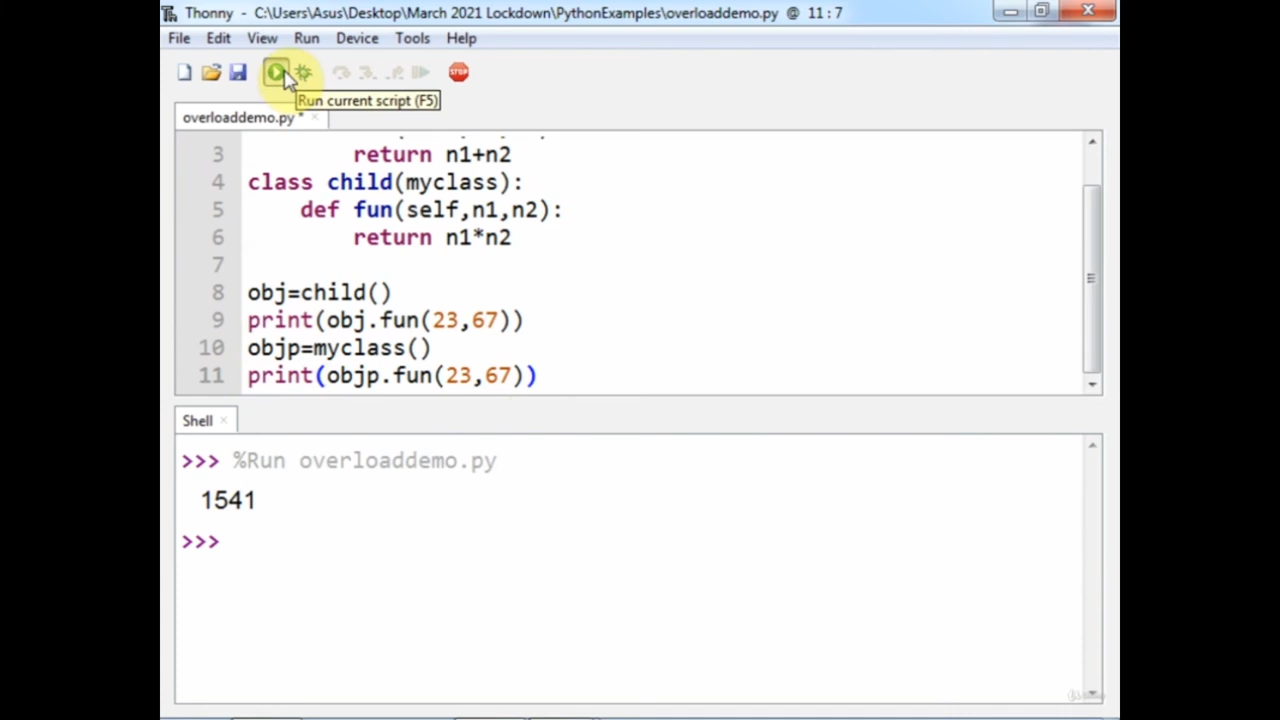 Thonny - C:\Users\Asus\Desktop\March 2021 Lockdown\PythonExamples\overloaddemo.py @ 11 : 7
File Edit View Run Device Tools Help
STOP
Run current script (F5)
overloaddemo.py * ×
3 return n1+n2
4 class child(myclass):
5 def fun(self,n1,n2):
6 return n1*n2
7
8 obj=child()
9 print(obj.fun(23,67))
10 objp=myclass()
11 print(objp.fun(23,67))
Shell ×
>>> %Run overloaddemo.py
1541
>>>